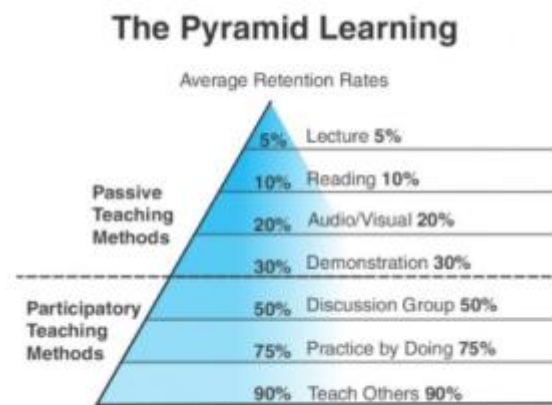 The Pyramid Learning
Average Retention Rates
5% Lecture 5%
10% Reading 10%
Passive
Teaching
Methods
20% Audio/Visual 20%
30% Demonstration 30%
Participatory
Teaching
Methods
50% Discussion Group 50%
75% Practice by Doing 75%
90% Teach Others 90%